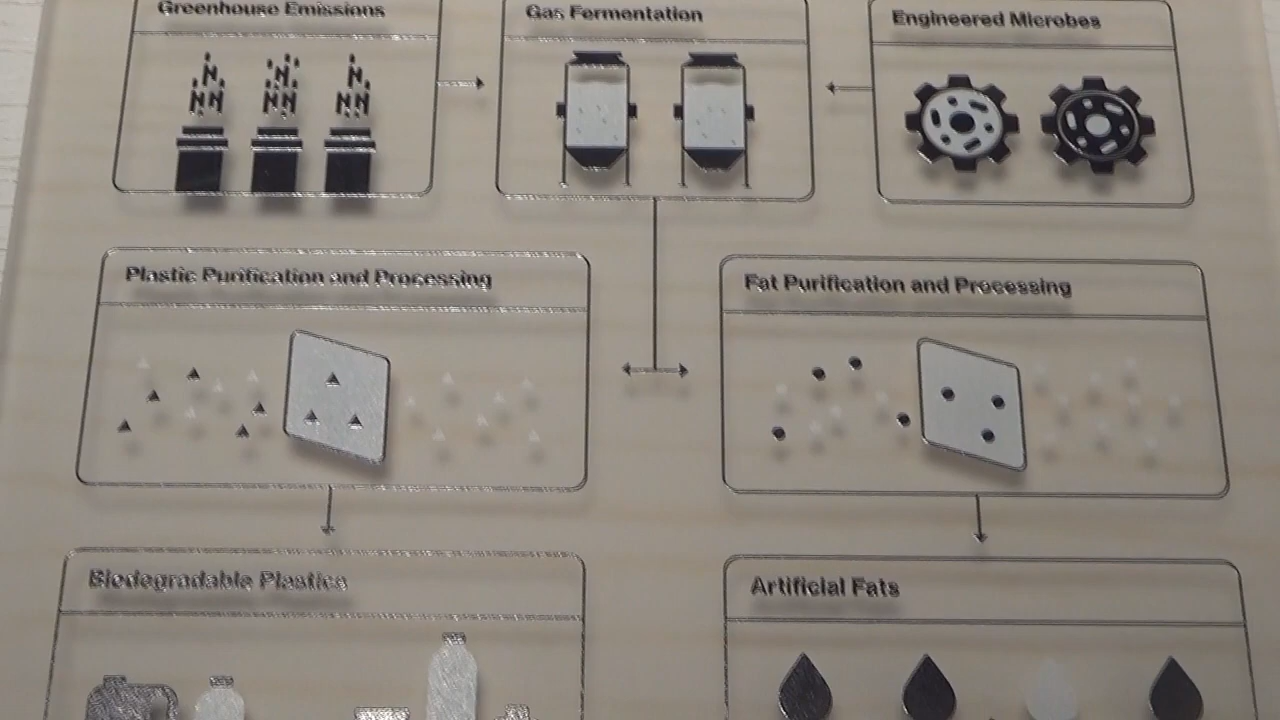 Greenhouse Emissions
Gas Fermentation
Engineered Microbes
Plastic Purification and Processing
Fat Purification and Processing
Biodegradable Plastics
Artificial Fats